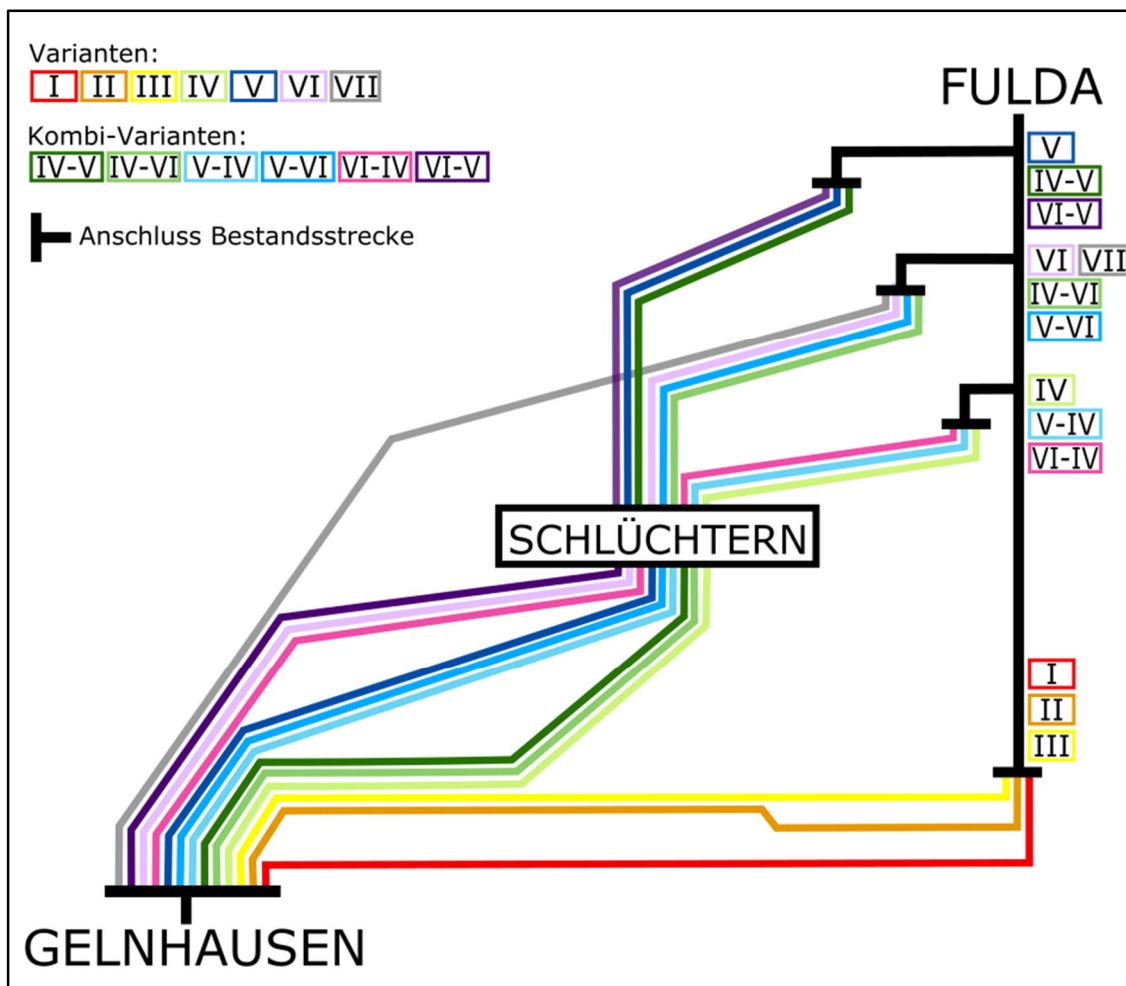 Varianten:
I II III IV V VI VII
Kombi-Varianten:
IV-V IV-VI V-IV V-VI VI-IV VI-V
Anschluss Bestandsstrecke
FULDA
V
IV-V
VI-V
VI VII
IV-VI
V-VI
IV
V-IV
VI-IV
SCHLÜCHTERN
I
II
III
GELNHAUSEN